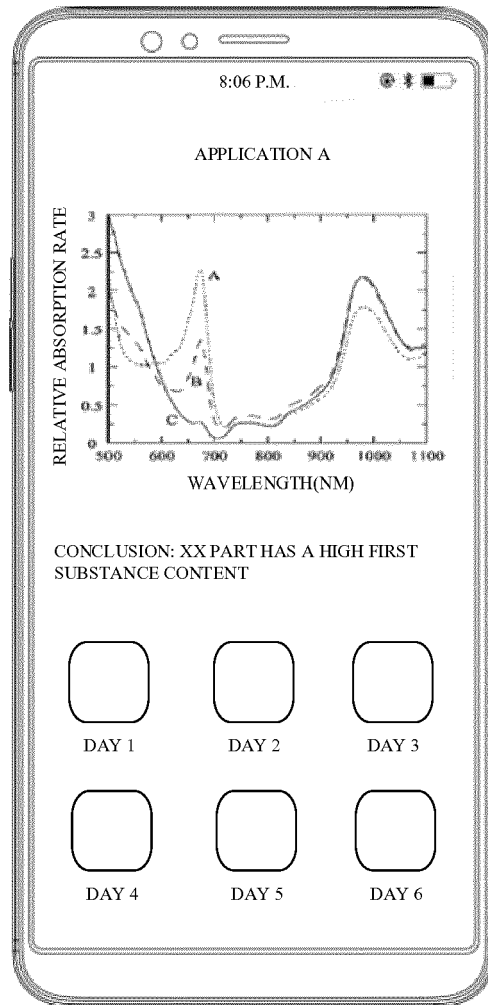 8:06 P.M.
APPLICATION A
RELATIVE ABSORPTION RATE
3
2.5
2
1.5
1
0.5
0
A
B
C
500 600 700 800 900 1000 1100
WAVELENGTH(NM)
CONCLUSION: XX PART HAS A HIGH FIRST
SUBSTANCE CONTENT
DAY 1 DAY 2 DAY 3
DAY 4 DAY 5 DAY 6